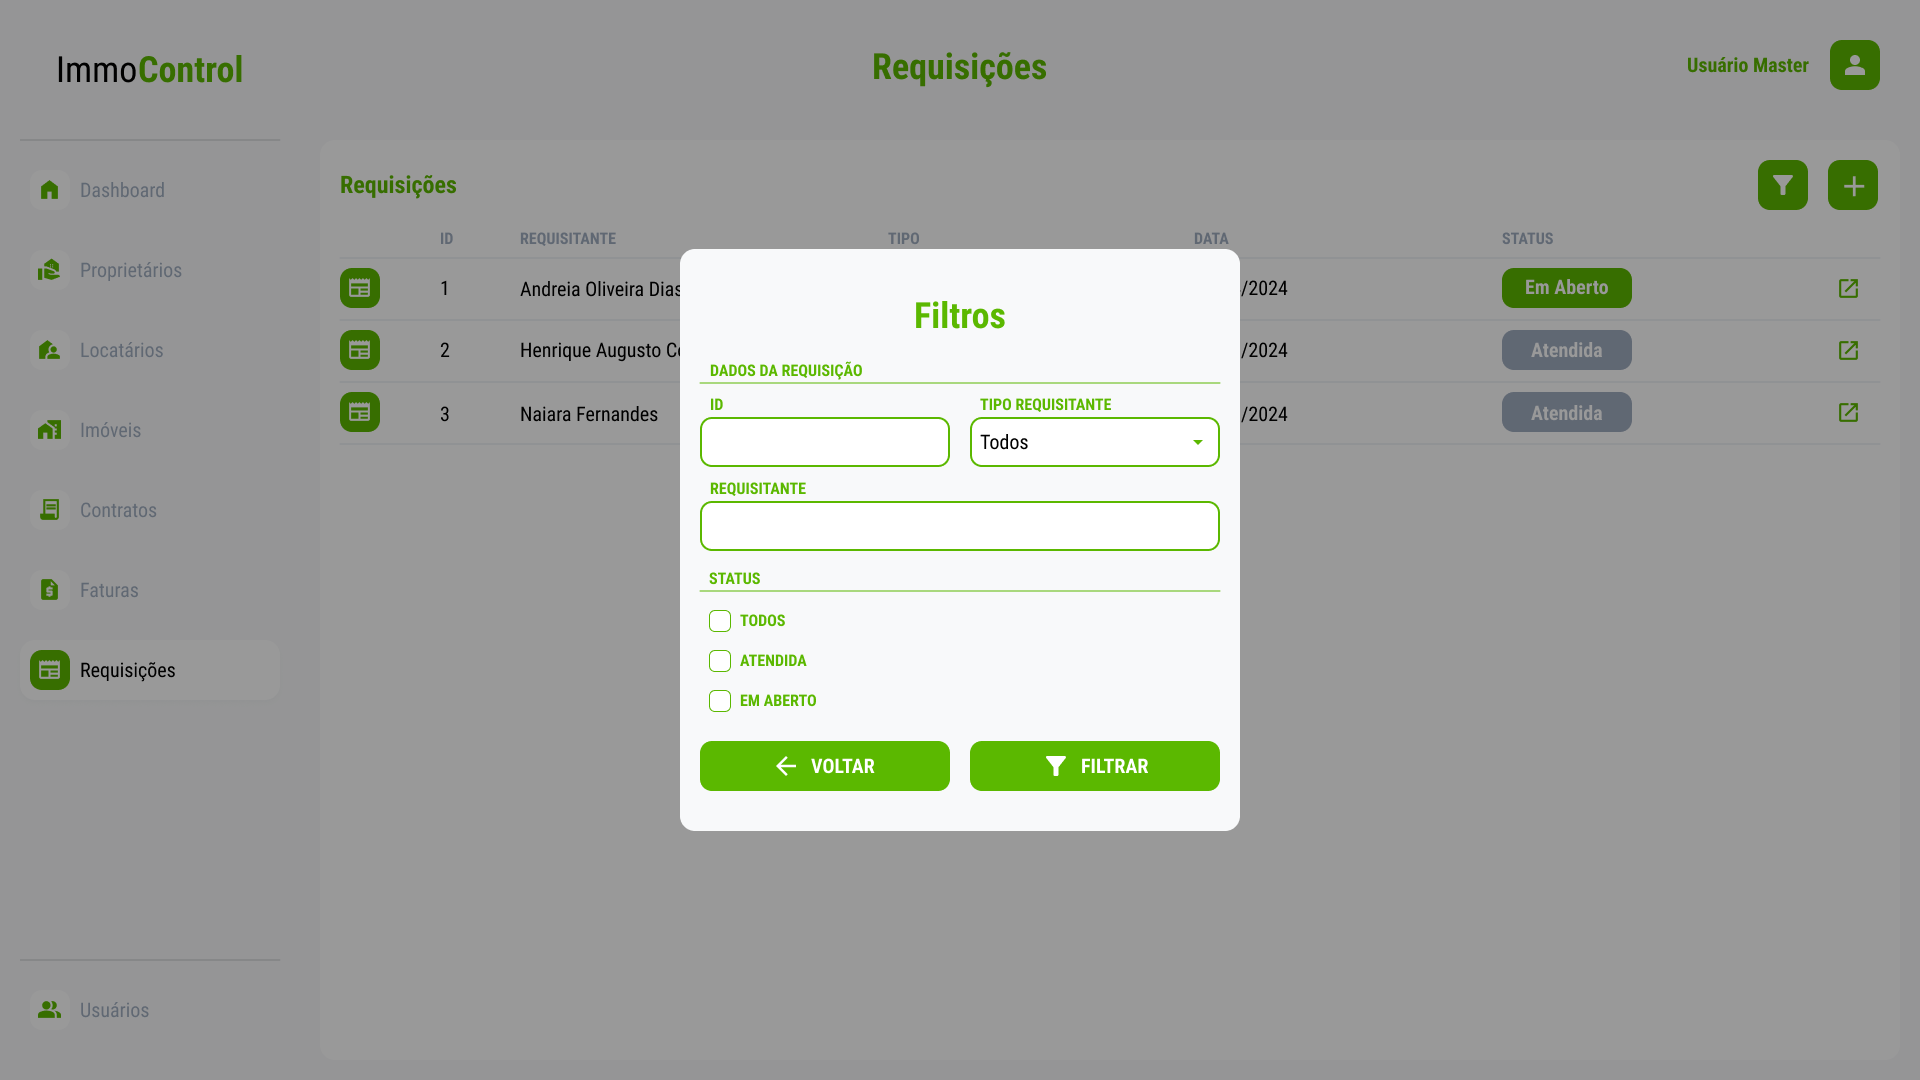 ImmoControl
Requisições
Usuário Master
Dashboard
Proprietários
Locatários
Imóveis
Contratos
Faturas
Requisições
Usuários
Requisições
ID REQUISITANTE TIPO DATA STATUS
1 Andreia Oliveira Dias /2024 Em Aberto
2 Henrique Augusto /2024 Atendida
3 Naiara Fernandes /2024 Atendida
Filtros
DADOS DA REQUISIÇÃO
ID TIPO REQUISITANTE
Todos
REQUISITANTE
STATUS
TODOS
ATENDIDA
EM ABERTO
VOLTAR FILTRAR